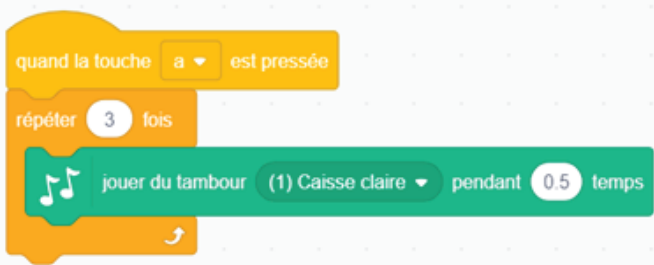 quand la touche a est pressée
répéter 3 fois
jouer du tambour (1) Caisse claire pendant 0.5 temps